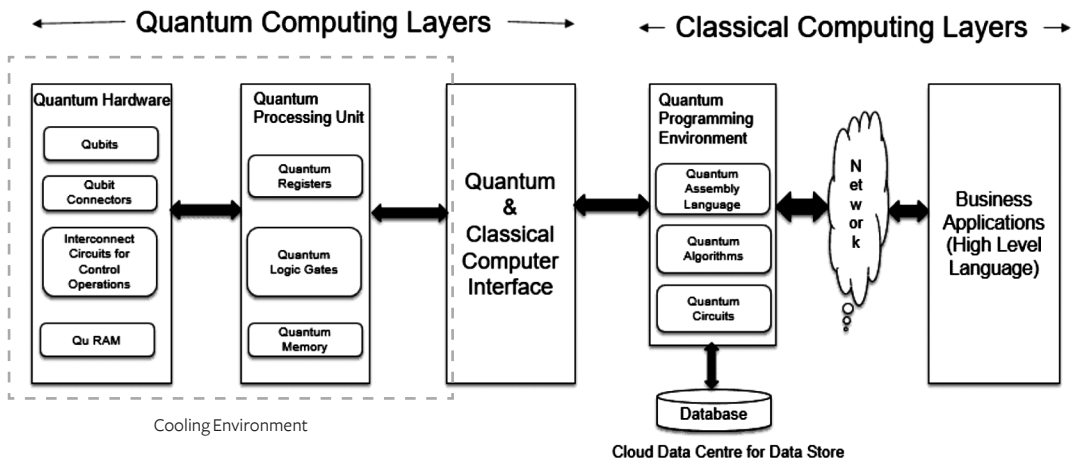 Quantum Computing Layers
Classical Computing Layers
Quantum Hardware
Qubits
Qubit
Connectors
Interconnect
Circuits for
Control
Operations
Qu RAM
Quantum
Processing Unit
Quantum
Registers
Quantum
Logic Gates
Quantum
Memory
Quantum
&
Classical
Computer
Interface
Quantum
Programming
Environment
Quantum
Assembly
Language
Quantum
Algorithms
Quantum
Circuits
N
et
w
or
k
Business
Applications
(High Level
Language)
Database
Cooling Environment
Cloud Data Centre for Data Store